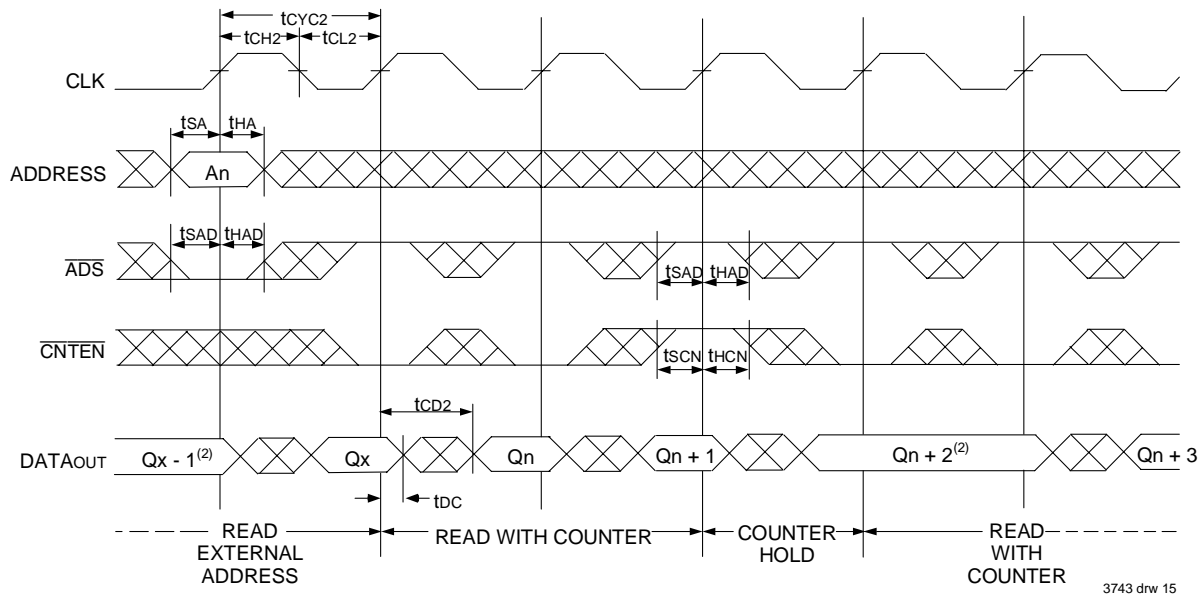 tCYC2
tCH2 tCL2
CLK
tSA tHA
ADDRESS An
tSAD tHAD
ADS
tSAD tHAD
CNTEN
tSCN tHCN
tCD2
DATAOUT Qx - 1(2) Qx Qn Qn + 1 Qn + 2(2) Qn + 3
tDC
READ EXTERNAL ADDRESS
READ WITH COUNTER
COUNTER HOLD
READ WITH COUNTER
3743 drw 15